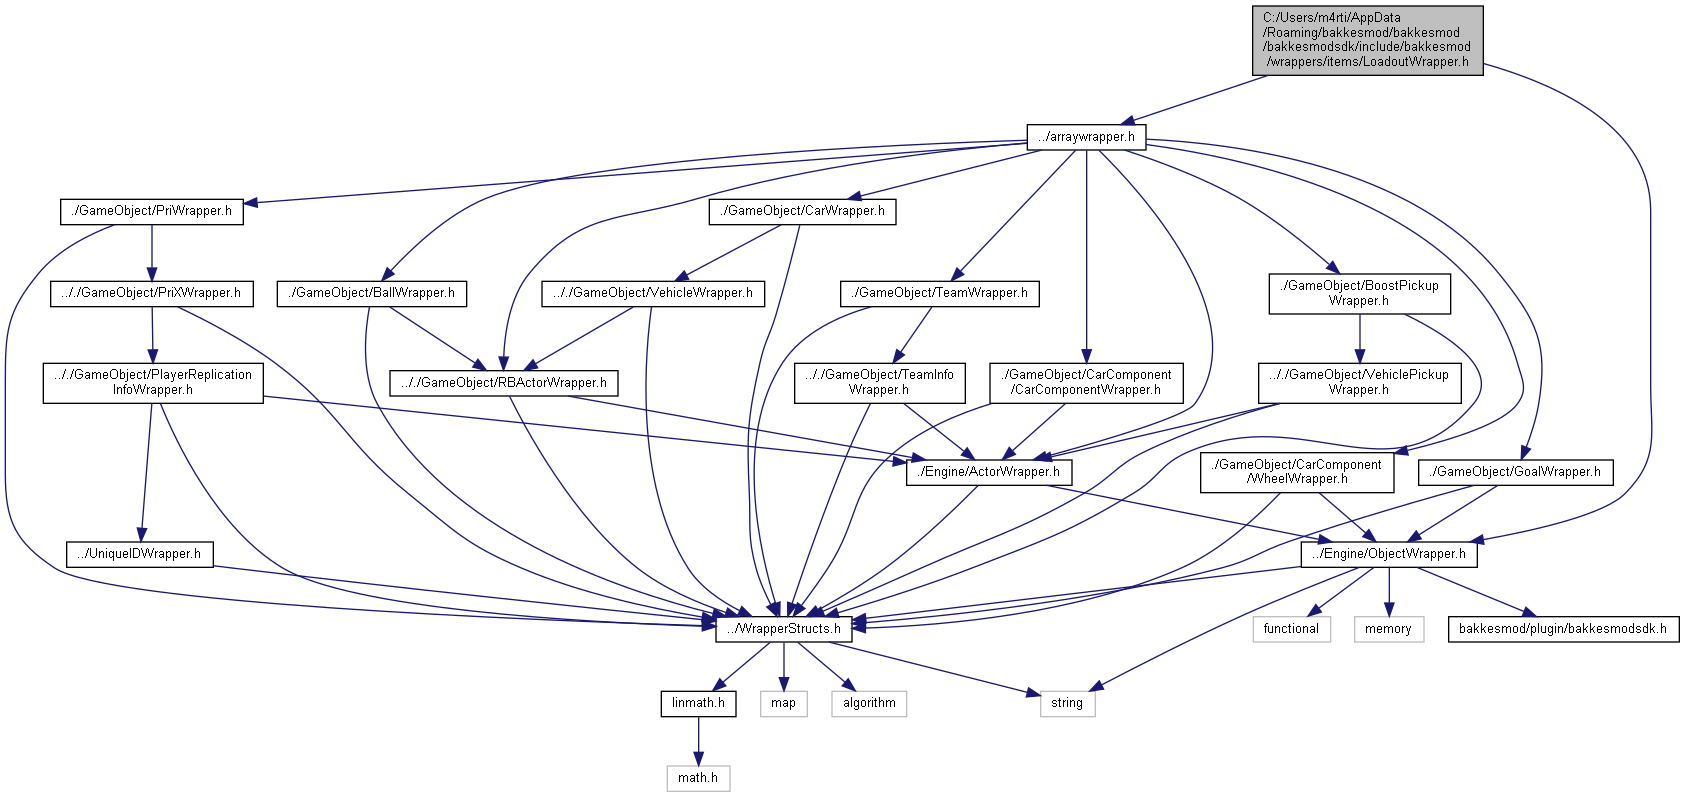 C:/Users/m4rti/AppData
/Roaming/bakkesmod/bakkesmod
/bakkesmodsdk/include/bakkesmod
/wrappers/items/LoadoutWrapper.h
../arraywrapper.h
./GameObject/PriWrapper.h
./GameObject/CarWrapper.h
.././GameObject/PriXWrapper.h
./GameObject/BallWrapper.h
.././GameObject/VehicleWrapper.h
./GameObject/TeamWrapper.h
./GameObject/BoostPickup
Wrapper.h
.././GameObject/PlayerReplication
InfoWrapper.h
.././GameObject/RBActorWrapper.h
.././GameObject/TeamInfo
Wrapper.h
./GameObject/CarComponent
/CarComponentWrapper.h
.././GameObject/VehiclePickup
Wrapper.h
./Engine/ActorWrapper.h
./GameObject/CarComponent
/WheelWrapper.h
./GameObject/GoalWrapper.h
../UniqueIDWrapper.h
../Engine/ObjectWrapper.h
../WrapperStructs.h
functional
memory
bakkesmod/plugin/bakkesmodsdk.h
linmath.h
map
algorithm
string
math.h